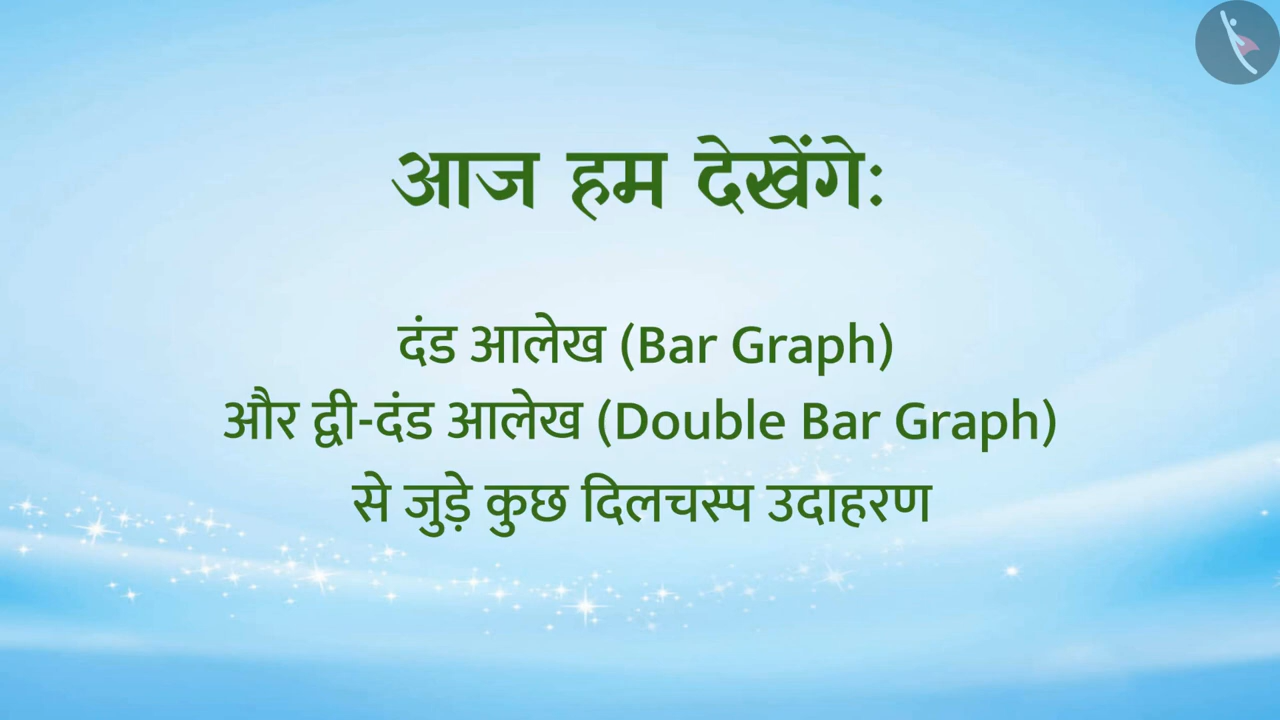 आज हम देखेंगेः
दंड आलेख (Bar Graph)
और द्वी-दंड आलेख (Double Bar Graph)
से जुड़े कुछ दिलचस्प उदाहरण